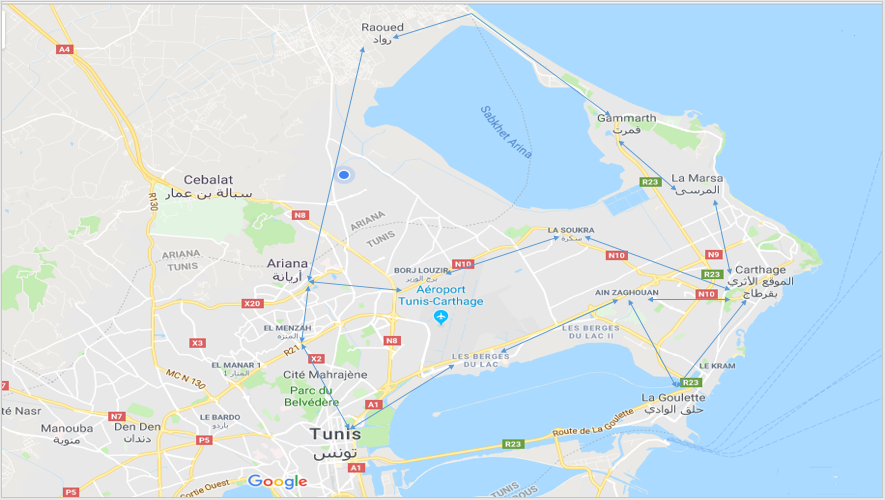 Raoued
رواد
A4
Gammarth
قمرت
Sabkhet Arina
La Marsa
المرسى
R23
Cebalat
سبالة بن عمار
R130
N8
ARIANA
TUNIS
LA SOUKRA
سكرة
ARIANA
TUNIS
N10
N9
Ariana
أريانة
BORJ LOUZIR
برج الوزير
N10
R23
Carthage
الموقع الأثري
بقرطاج
Aéroport
Tunis-Carthage
AIN ZAGHOUAN
N10
X20
EL MENZAH
المنزه
LES BERGES
DU LAC II
X3
R21
N8
X2
LES BERGES
DU LAC
EL MANAR 1
المنار 1
MC N 130
Cité Mahrajène
LE KRAM
R23
Parc du
Belvédère
La Goulette
حلق الوادي
A1
té Nasr
N7
LE BARDO
باردو
Manouba
منوبة
Den Den
دندان
P5
Tunis
تونس
Route de La Goulette
R23
A1
Google
P5
ortie Ouest
TUNIS